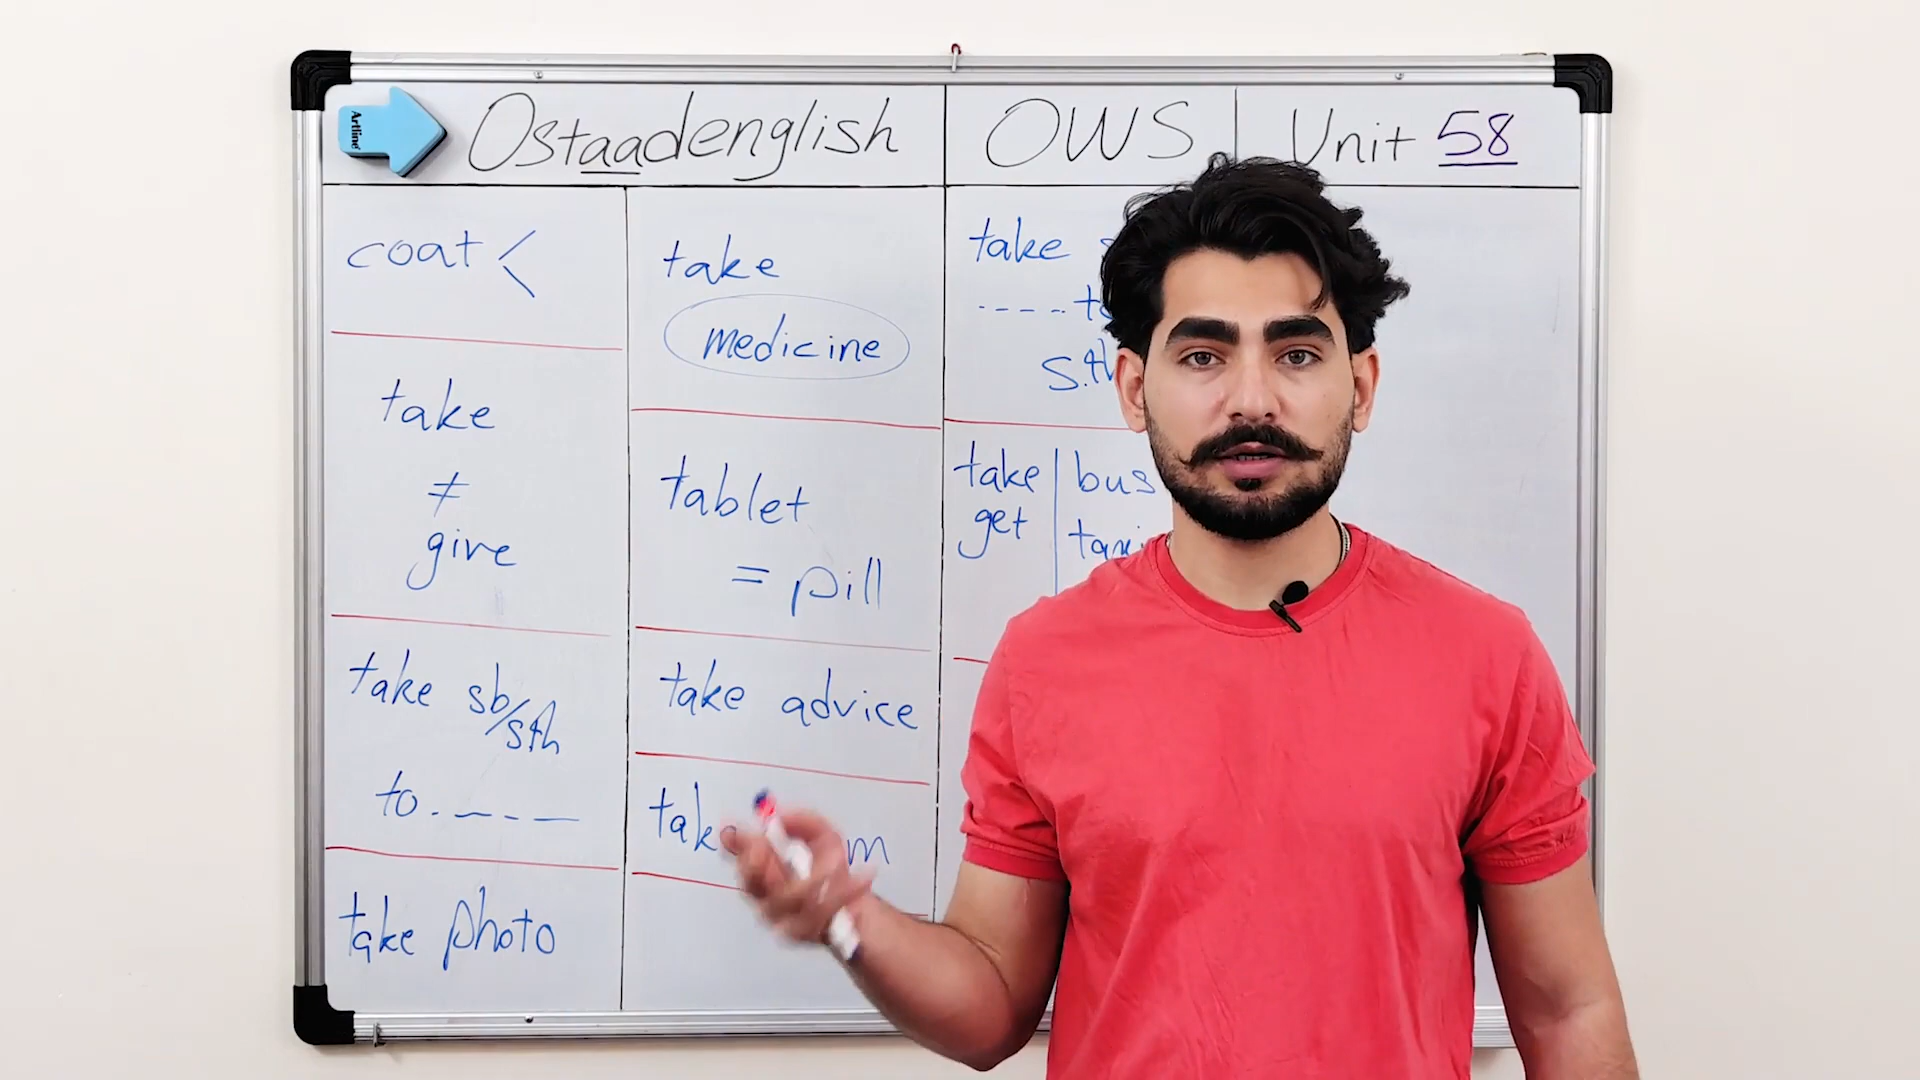 Artline
Ostaadenglish
OWS
Unit 58
coat <
take
≠
give
take sb/sth
to.----
take photo
take
medicine
tablet
= pill
take advice
take
----
take bus
get taxi